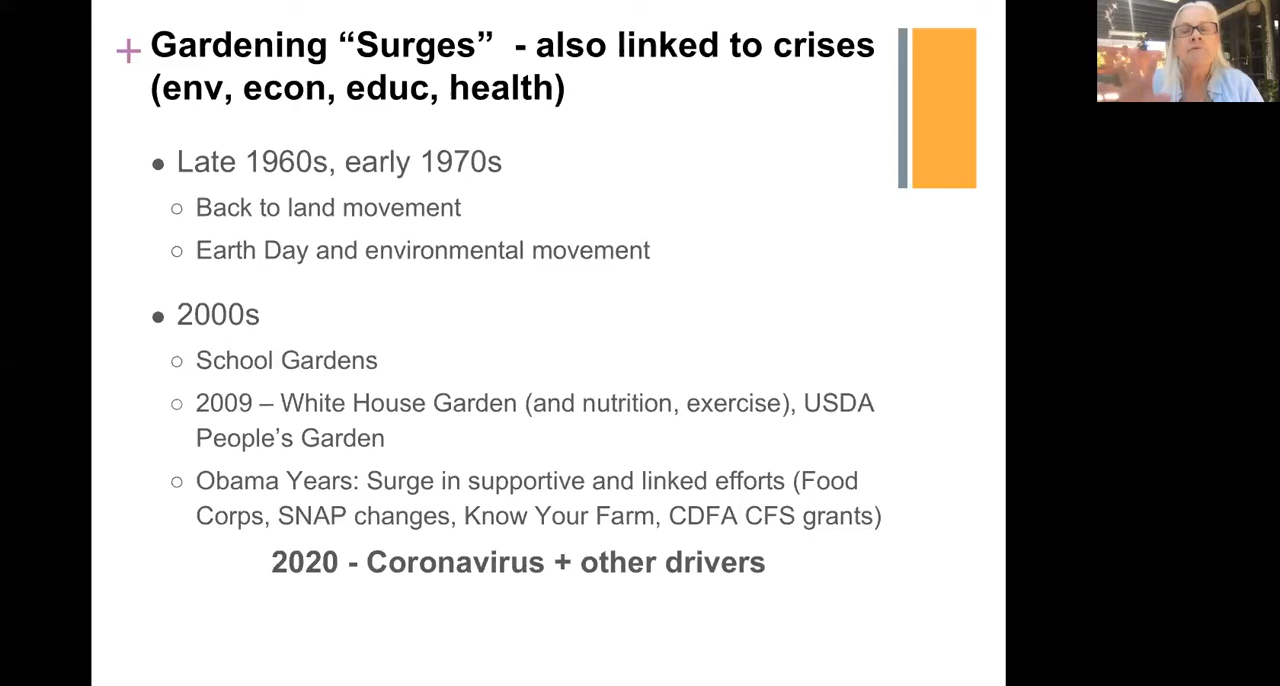 + Gardening “Surges” - also linked to crises
(env, econ, educ, health)
● Late 1960s, early 1970s
○ Back to land movement
○ Earth Day and environmental movement
● 2000s
○ School Gardens
○ 2009 – White House Garden (and nutrition, exercise), USDA
People’s Garden
○ Obama Years: Surge in supportive and linked efforts (Food
Corps, SNAP changes, Know Your Farm, CDFA CFS grants)
2020 - Coronavirus + other drivers